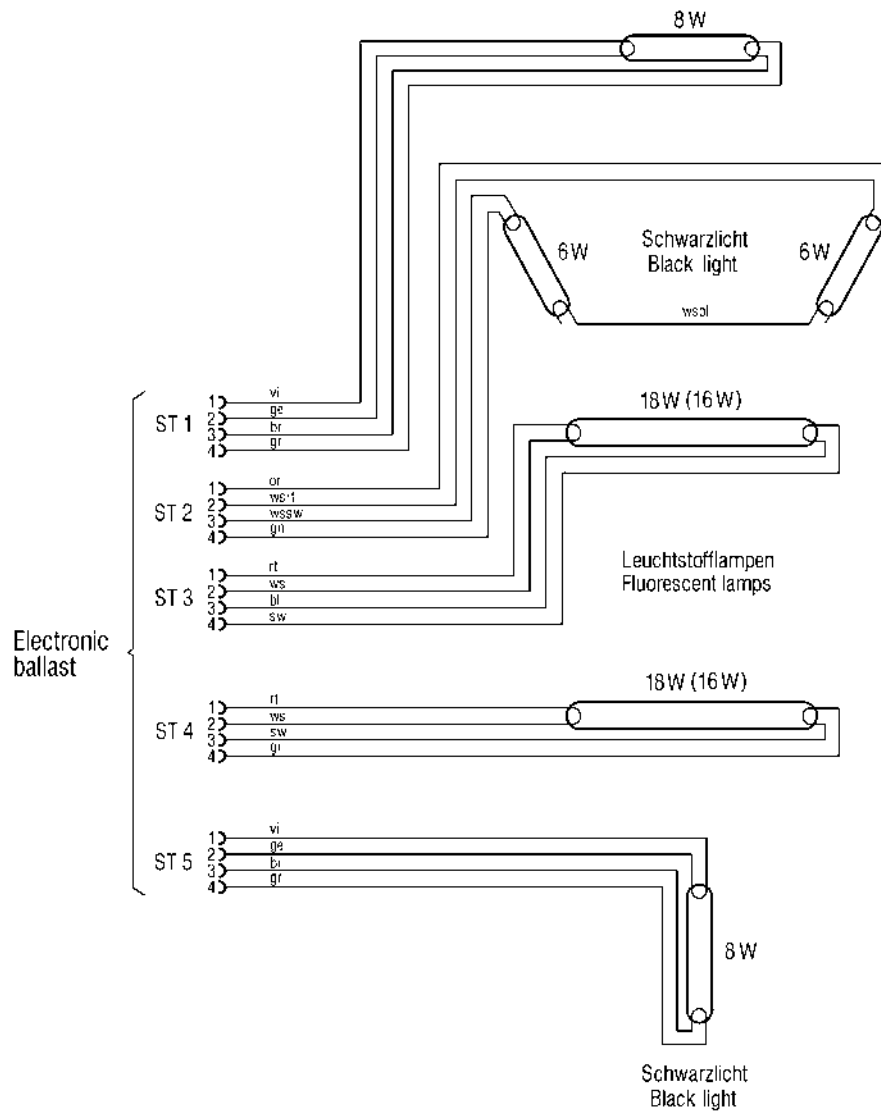 8 W
6 W
Schwarzlicht
Black light
6 W
wsbl
ST 1
1 vi
2 ge
3 br
4 gr
18 W (16 W)
ST 2
1 or
2
3 wssw
4 gn
Leuchtstofflampen
Fluorescent lamps
ST 3
1 rt
2 ws
3 bl
4 sw
Electronic
ballast
18 W (16 W)
ST 4
1 rt
2 ws
3 sw
4
ST 5
1 vi
2 ge
3 br
4 gr
8 W
Schwarzlicht
Black light